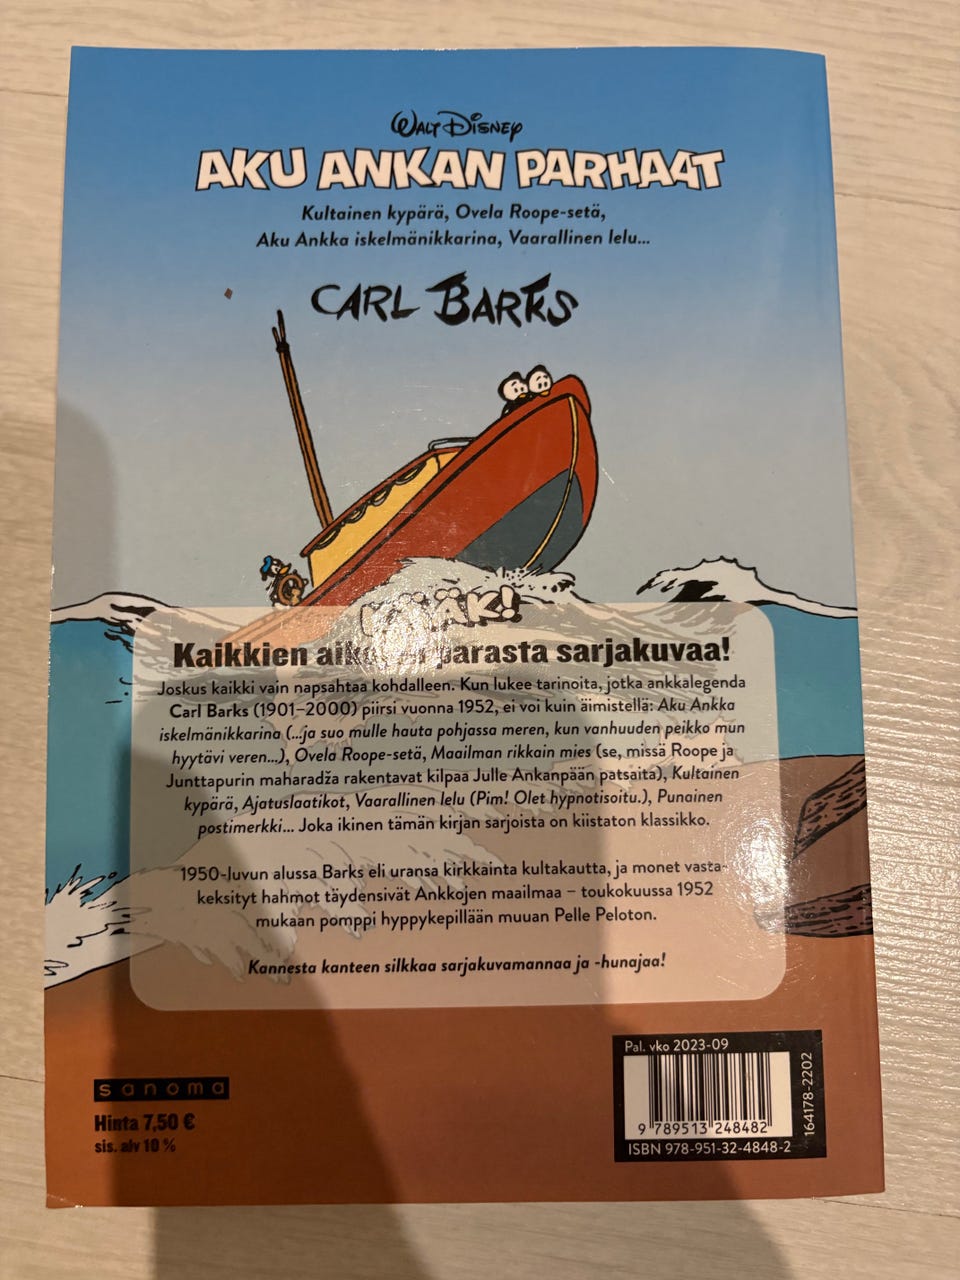 Walt Disney
AKU ANKAN PARHAAT
Kultainen kypärä, Ovela Roope-setä,
Aku Ankka iskelmänikkarina, Vaarallinen lelu...
CARL BARKS
Kaikkien parasta sarjakuvaa!
Joskus kaikki vain napsahtaa kohdalleen. Kun lukee tarinoita, jotka ankkalegenda
Carl Barks (1901–2000) piirsi vuonna 1952, ei voi kuin äimistellä: Aku Ankka
iskelmänikkarina (...ja suo mulle hauta pohjassa meren, kun vanhuuden peikko mun
hyytävi veren...), Ovela Roope-setä, Maailman rikkain mies (se, missä Roope ja
Junttapurin maharadža rakentavat kilpaa Julle Ankanpään patsaita), Kultainen
kypärä, Ajatuslaatikot, Vaarallinen lelu (Pim! Olet hypnotisoitu.), Punainen
postimerkki... Joka ikinen tämän kirjan sarjoista on kiistaton klassikko.
1950-luvun alussa Barks eli uransa kirkkainta kultakautta, ja monet vasta-
keksityt hahmot täydensivät Ankkojen maailmaa – toukokuussa 1952
mukaan pomppi hyppykepillään muuan Pelle Peloton.
Kannesta kanteen silkkaa sarjakuvamannaa ja -hunajaa!
sanoma
Hinta 7,50 €
sis. alv 10 %
Pal. vko 2023-09
9 789513 248482
ISBN 978-951-32-4848-2
164178-2202